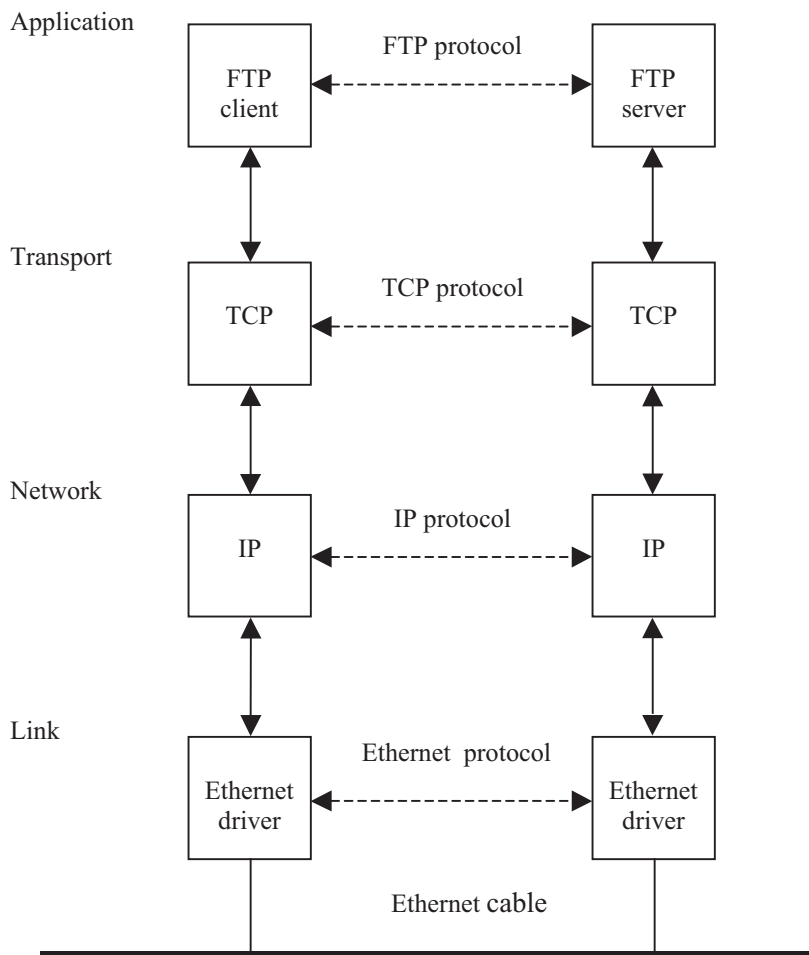 Application
FTP protocol
FTP
client
FTP
server
Transport
TCP protocol
TCP
TCP
Network
IP protocol
IP
IP
Link
Ethernet protocol
Ethernet
driver
Ethernet
driver
Ethernet cable